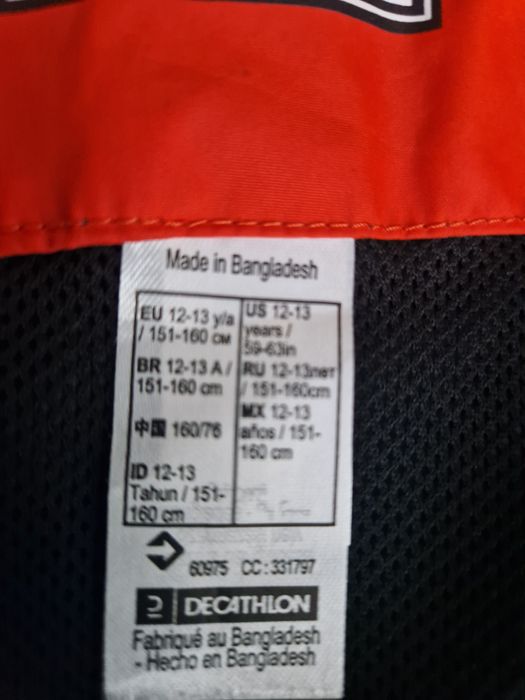 Made in Bangladesh
EU 12-13 y/a
/ 151-160 CM
BR 12-13 A /
151-160 cm
中国 160/76
ID 12-13
Tahun / 151-
160 cm
US 12-13
years /
59-63in
RU 12-13лет
/ 151-160cm
MX 12-13
años / 151-
160 cm
60975 CC : 331797
DECATHLON
Fabriqué au Bangladesh
- Hecho en Bangladesh